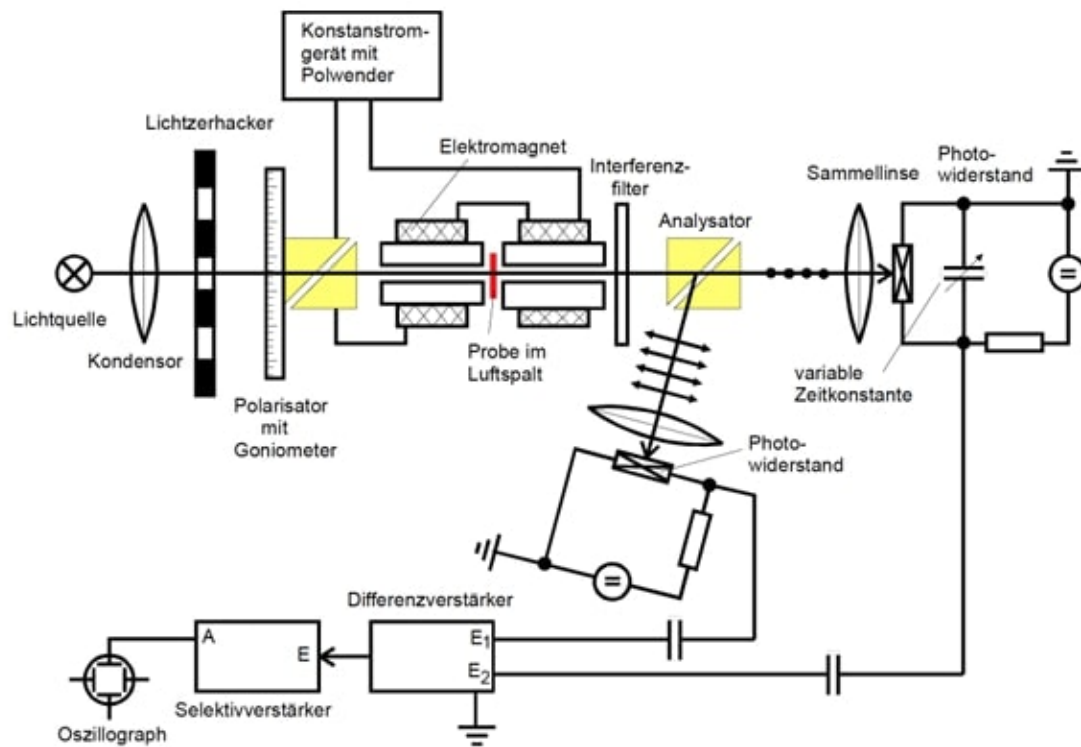 Konstanstrom-
gerät mit
Polwender
Lichtzerhacker
Elektromagnet
Interferenz-
filter
Analysator
Sammellinse
Photo-
widerstand
Lichtquelle
Kondensor
Polarisator
mit
Goniometer
Probe im
Luftspalt
variable
Zeitkonstante
Photo-
widerstand
Differenzverstärker
A
E
E1
E2
Selektivverstärker
Oszillograph